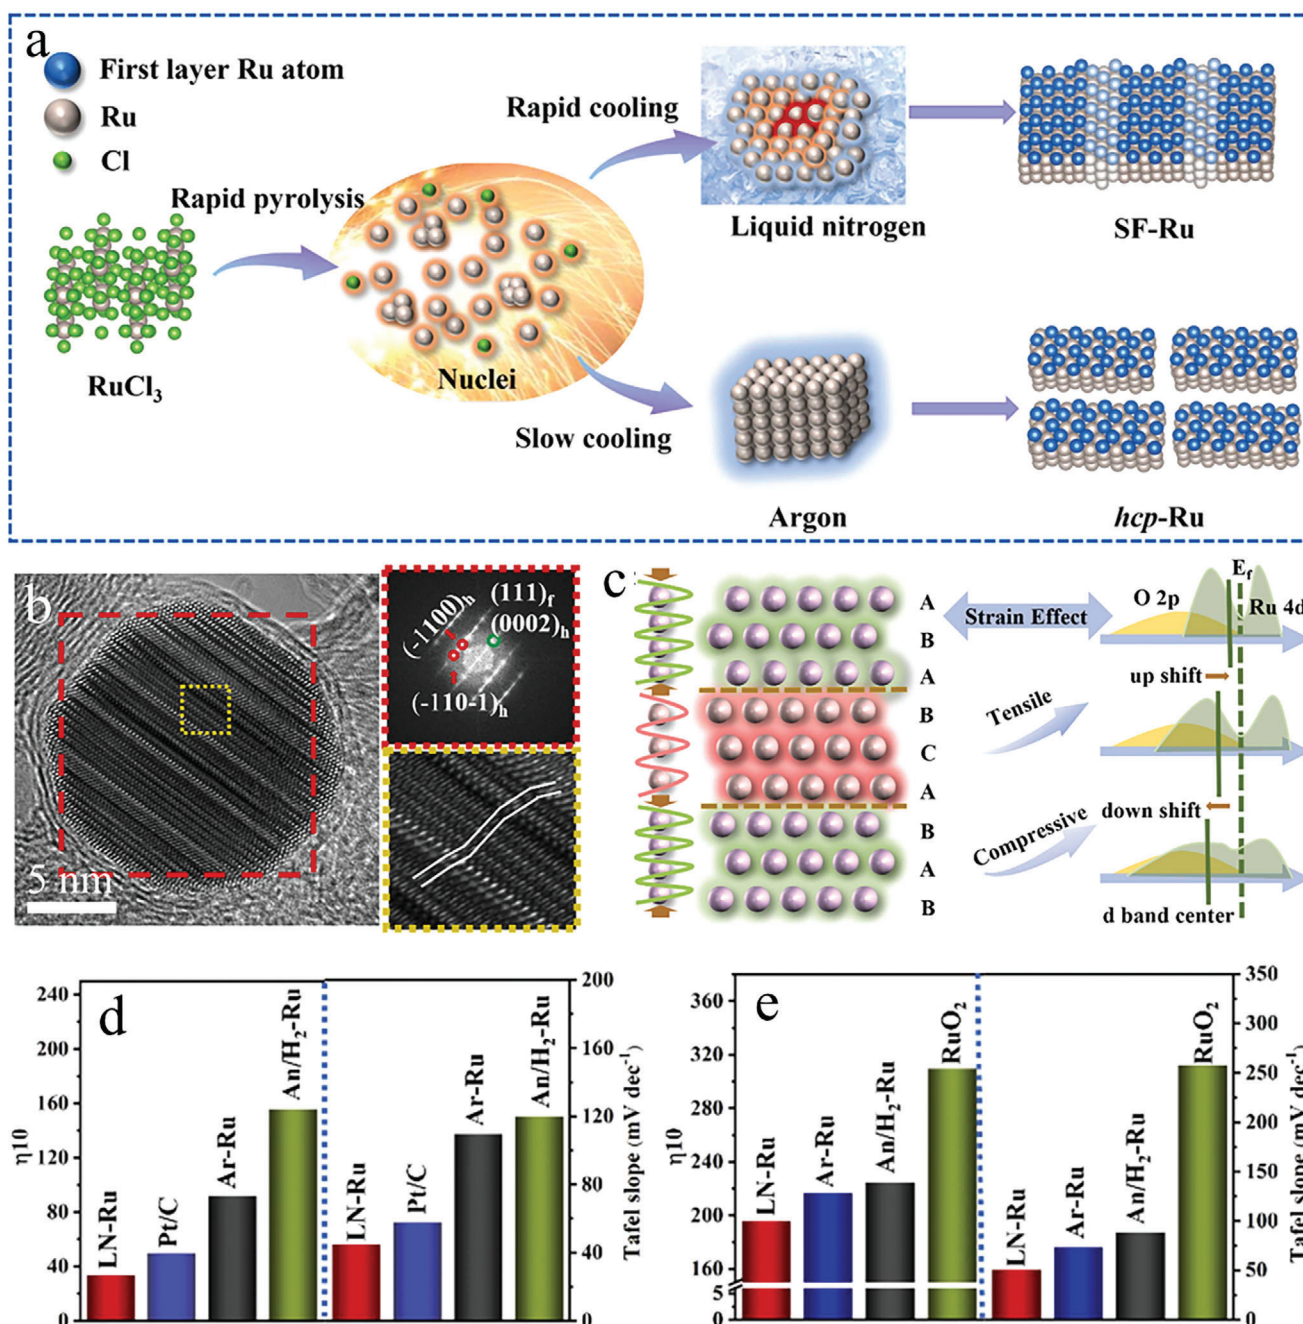 a
First layer Ru atom
Ru
Cl
Rapid pyrolysis
RuCl3
Nuclei
Rapid cooling
Liquid nitrogen
SF-Ru
Slow cooling
Argon
hcp-Ru
b
5 nm
(-1100)h
(111)f
(0002)h
(-110-1)h
c
A
B
A
B
C
A
B
A
B
Strain Effect
Tensile
Compressive
O 2p
Ef
Ru 4d
up shift
down shift
d band center
d
η10
240
200
160
120
80
40
0
LN-Ru
Pt/C
Ar-Ru
An/H2-Ru
LN-Ru
Pt/C
Ar-Ru
An/H2-Ru
200
160
120
80
40
0
Tafel slope (mV dec-1)
e
η10
360
320
280
240
200
160
5
0
LN-Ru
Ar-Ru
An/H2-Ru
RuO2
LN-Ru
Ar-Ru
An/H2-Ru
RuO2
350
300
250
200
150
100
50
0
Tafel slope (mV dec-1)